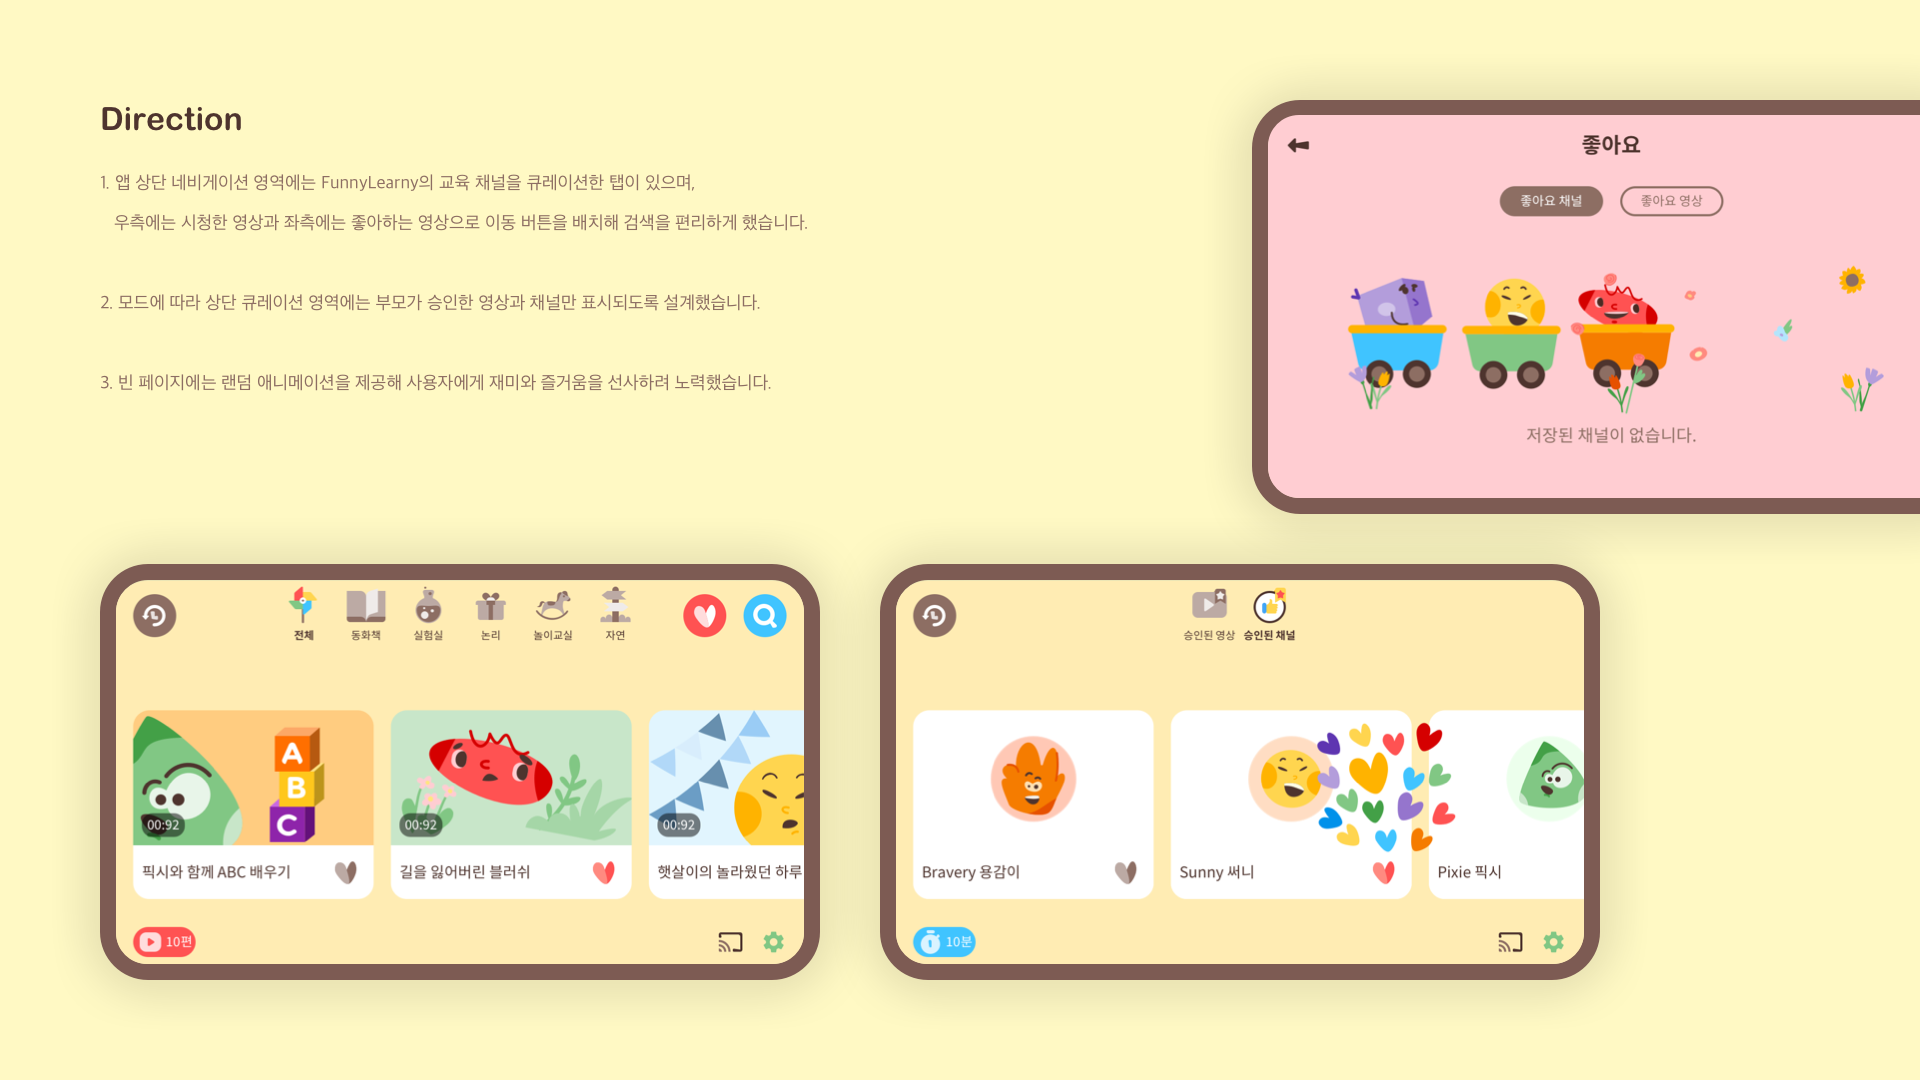 Direction
1. 앱 상단 네비게이션 영역에는 FunnyLearny의 교육 채널을 큐레이션한 탭이 있으며,
우측에는 시청한 영상과 좌측에는 좋아하는 영상으로 이동 버튼을 배치해 검색을 편리하게 했습니다.
2. 모드에 따라 상단 큐레이션 영역에는 부모가 승인한 영상과 채널만 표시되도록 설계했습니다.
3. 빈 페이지에는 랜덤 애니메이션을 제공해 사용자에게 재미와 즐거움을 선사하려 노력했습니다.
좋아요
좋아요 채널
좋아요 영상
저장된 채널이 없습니다.
전체
동화책
실험실
논리
놀이교실
자연
A
B
C
00:92
00:92
00:92
픽시와 함께 ABC 배우기
길을 잃어버린 블러쉬
햇살이의 놀라웠던 하루
10편
승인된 영상
승인된 채널
Bravery 용감이
Sunny 써니
Pixie 픽시
10분